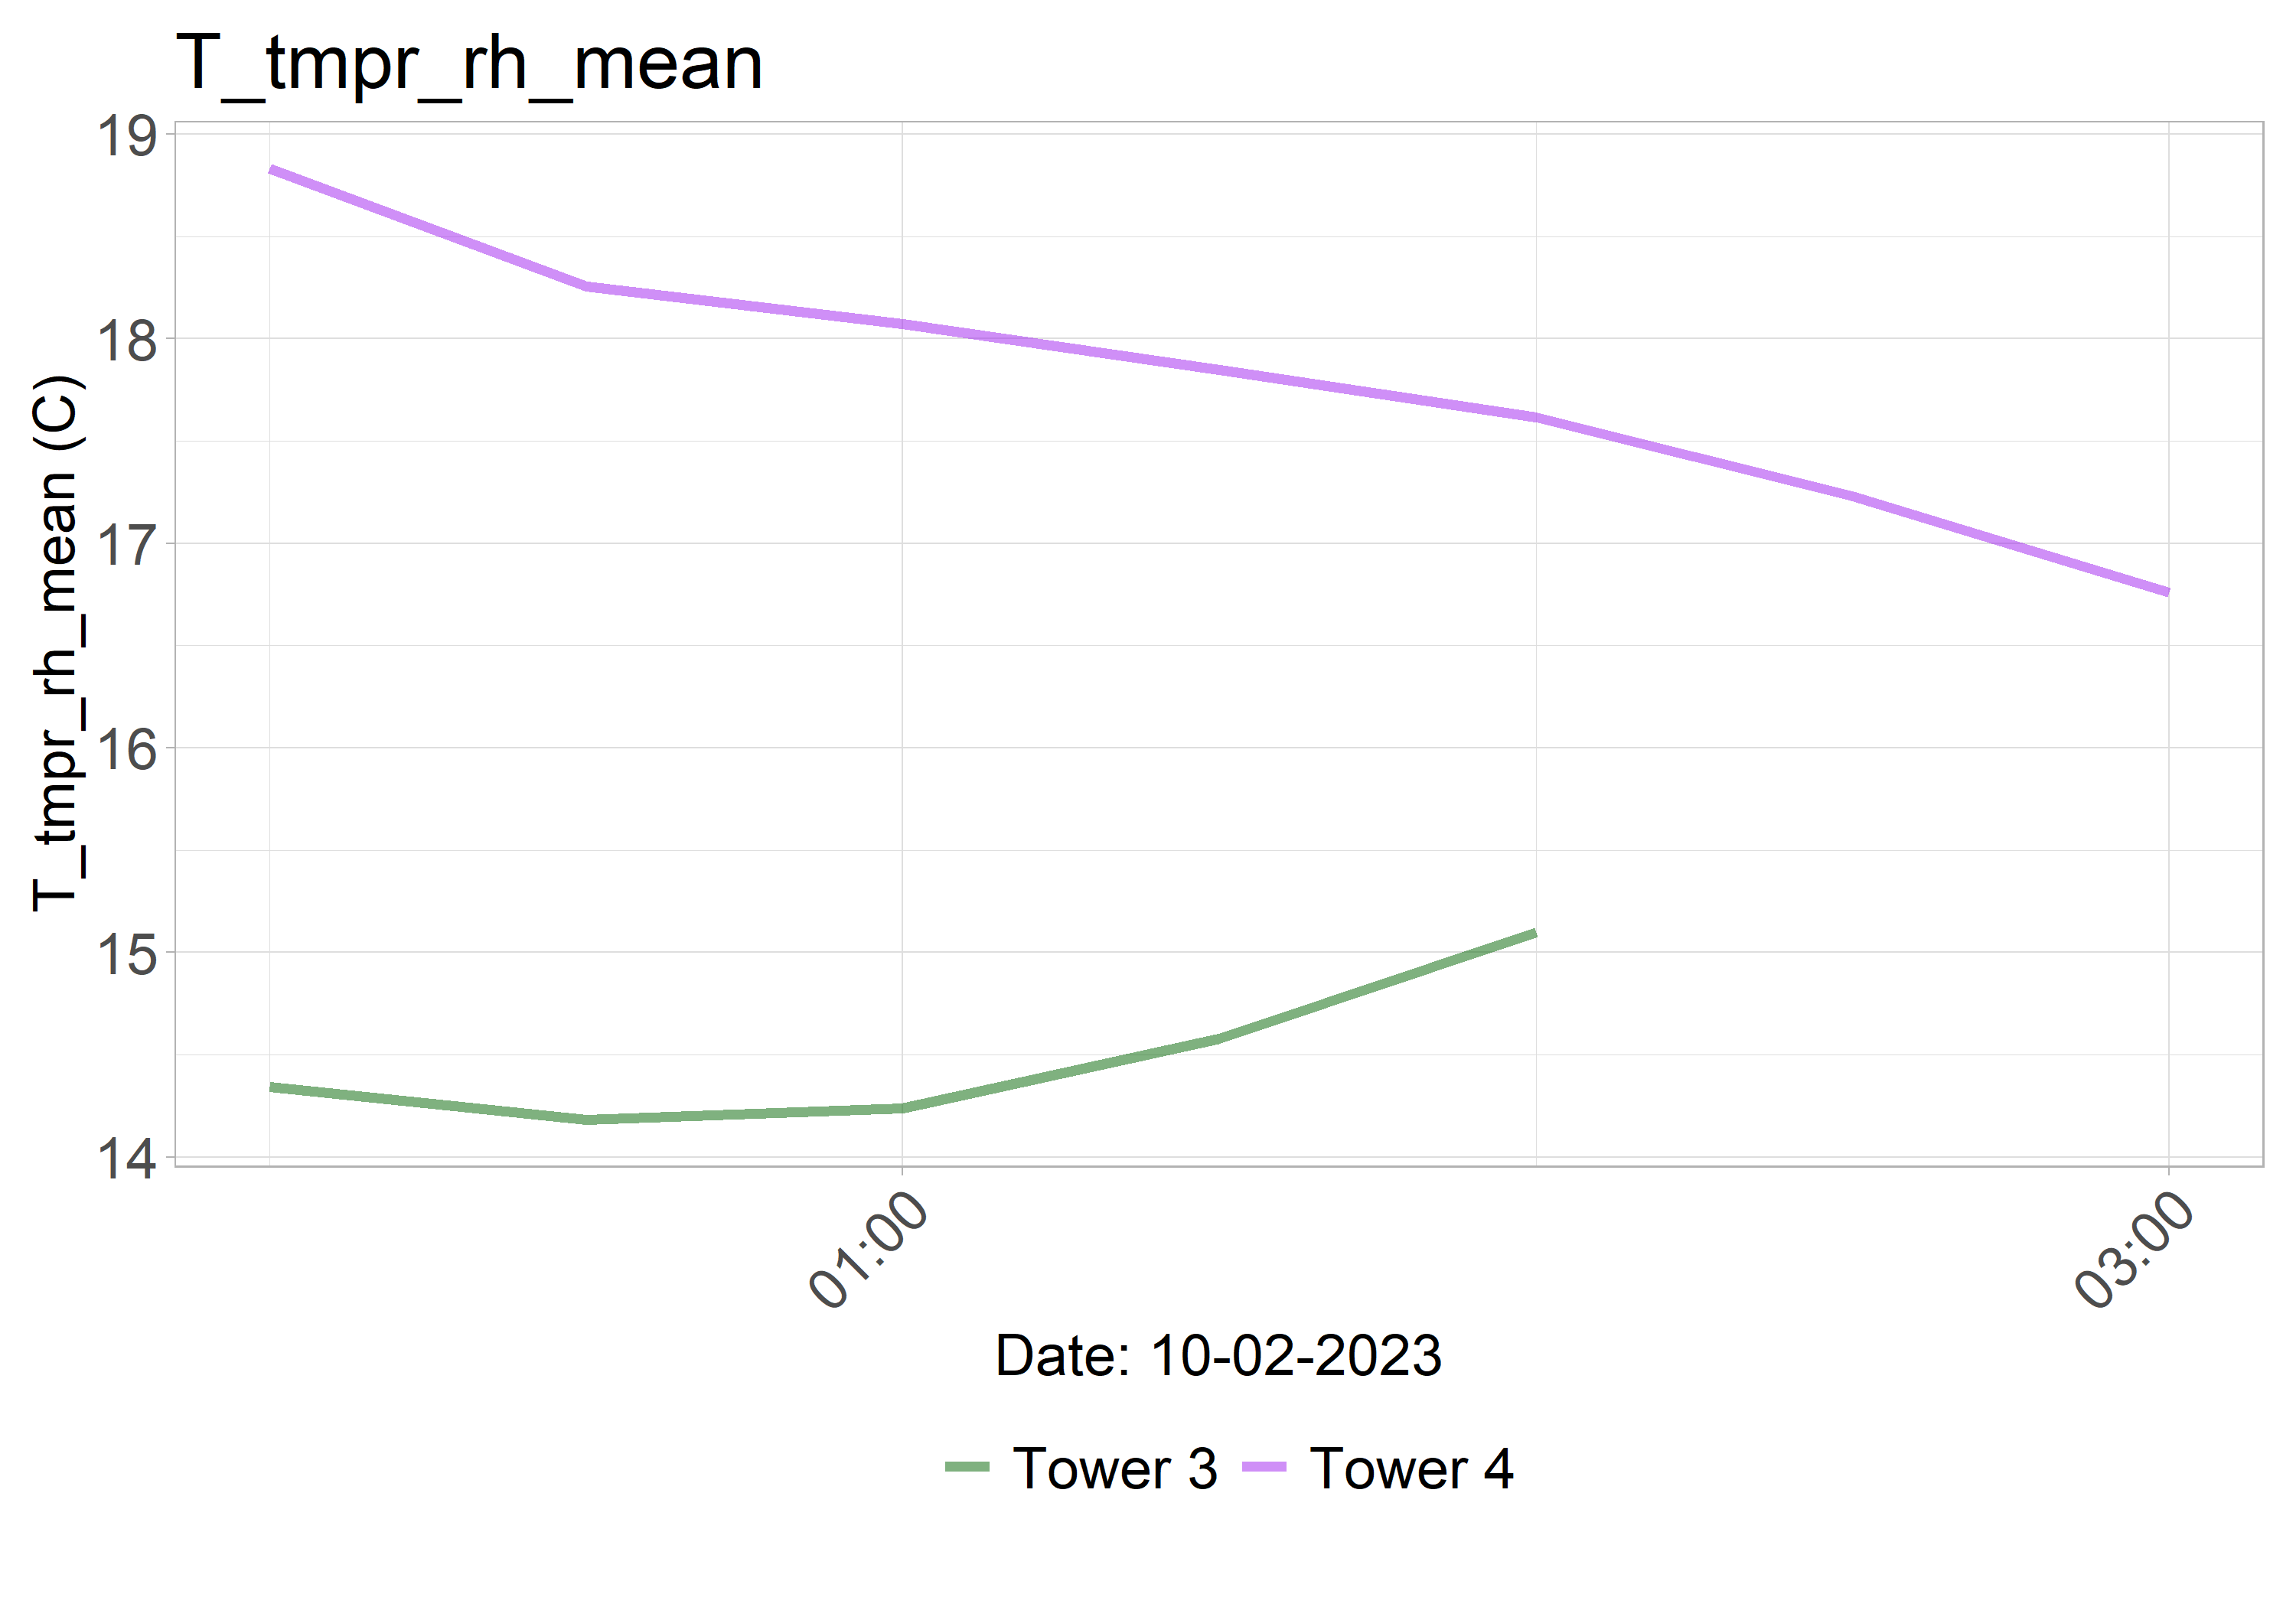 T_tmpr_rh_mean
T_tmpr_rh_mean (C)
19
18
17
16
15
14
01:00
03:00
Date: 10-02-2023
Tower 3
Tower 4